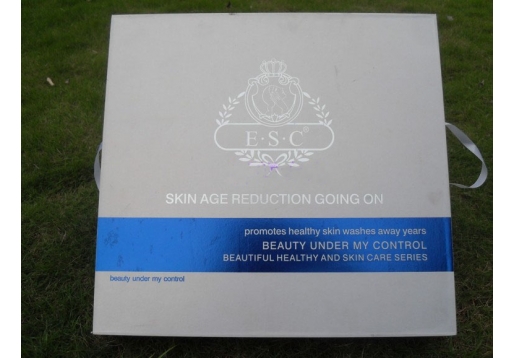 E·S·C®
SKIN AGE REDUCTION GOING ON
promotes healthy skin washes away years
BEAUTY UNDER MY CONTROL
BEAUTIFUL HEALTHY AND SKIN CARE SERIES
beauty under my control